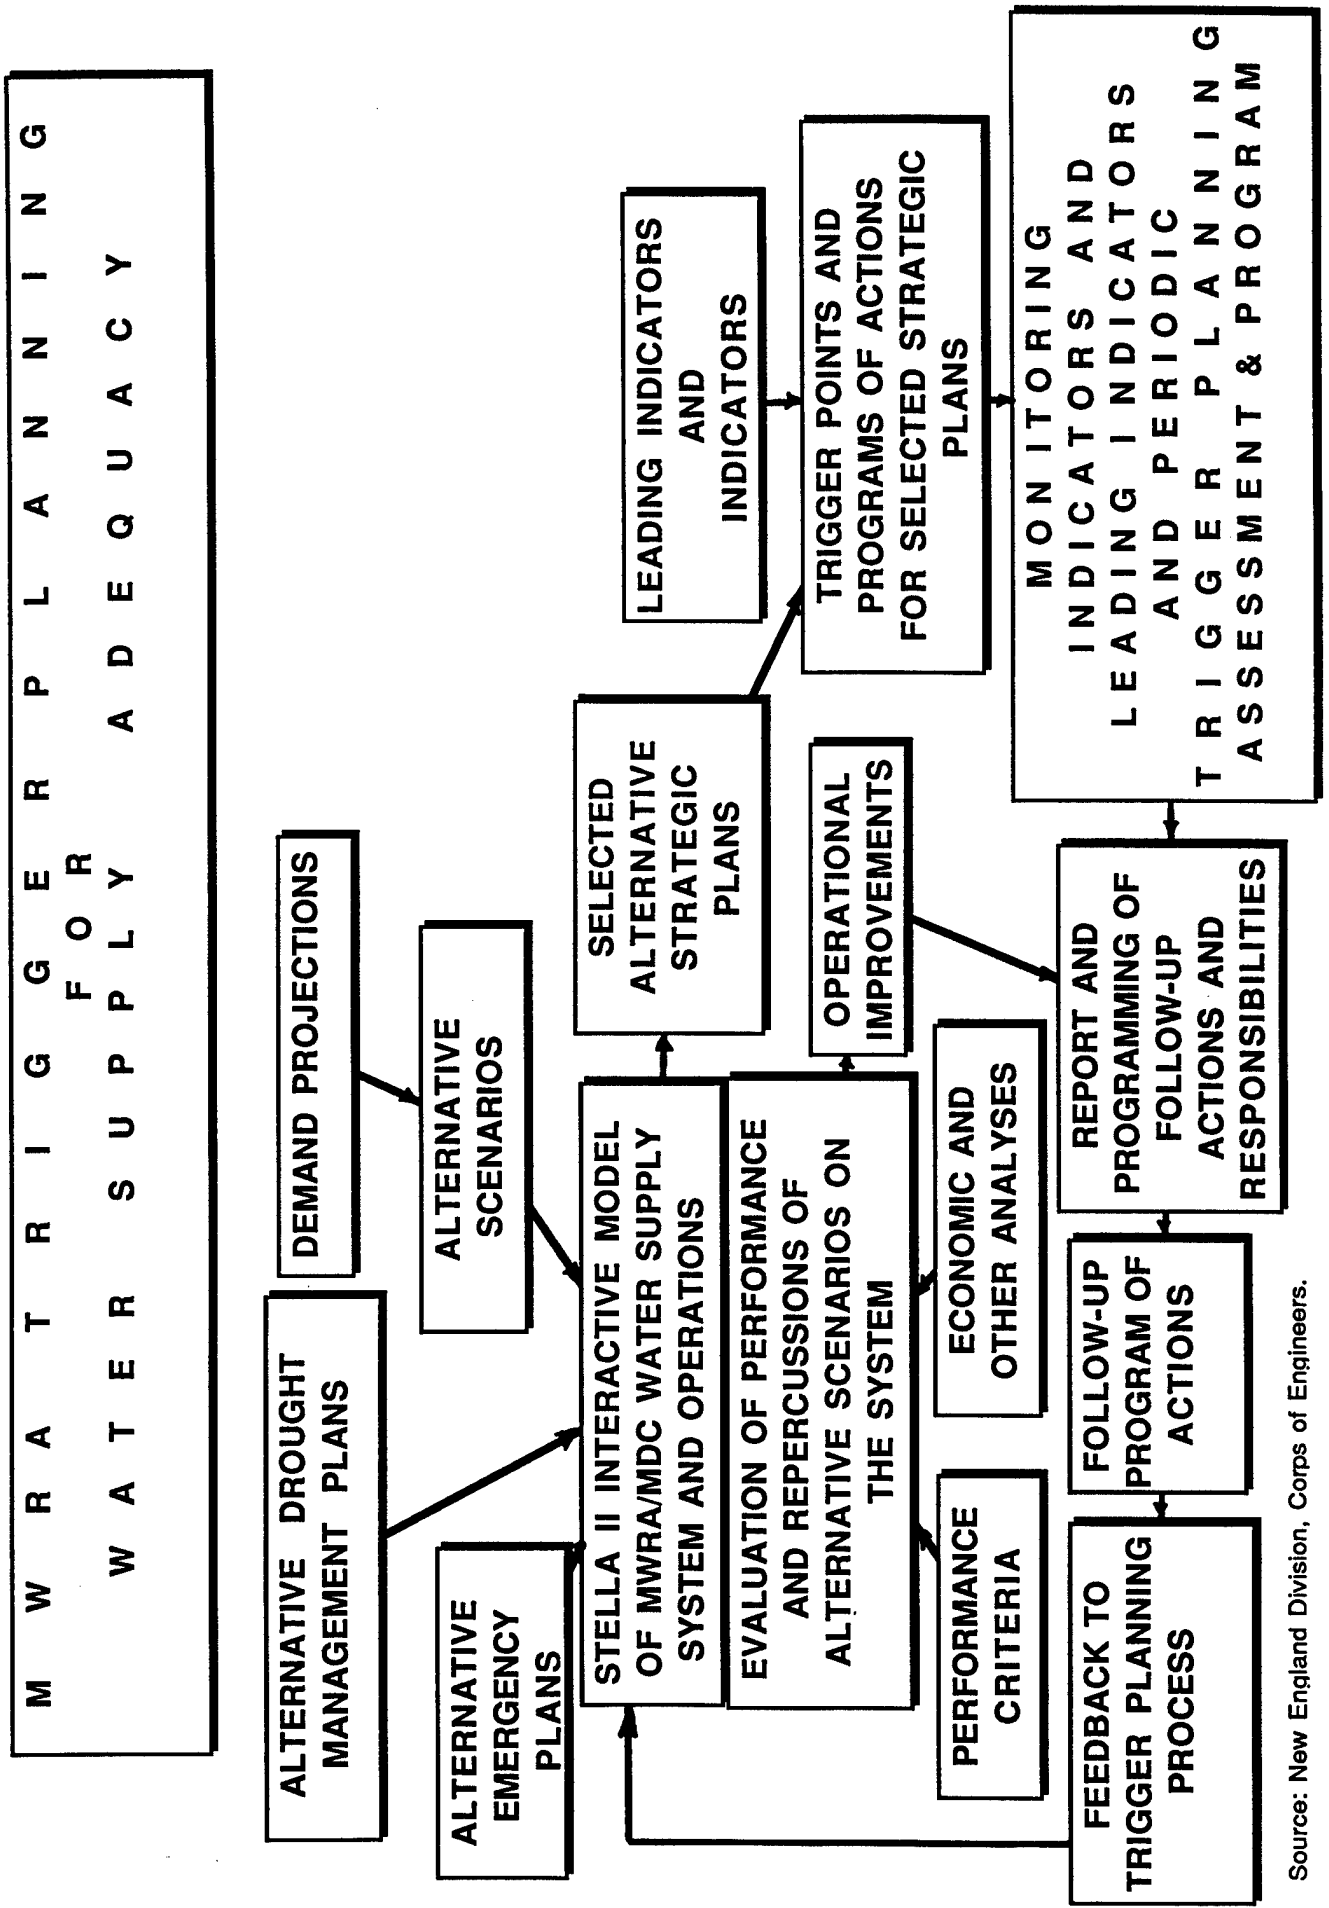 MWRA TRIGGER PLANNING
FOR
WATER SUPPLY ADEQUACY
ALTERNATIVE DROUGHT
MANAGEMENT PLANS
DEMAND PROJECTIONS
ALTERNATIVE
EMERGENCY
PLANS
ALTERNATIVE
SCENARIOS
STELLA II INTERACTIVE MODEL
OF MWRA/MDC WATER SUPPLY
SYSTEM AND OPERATIONS
EVALUATION OF PERFORMANCE
AND REPERCUSSIONS OF
ALTERNATIVE SCENARIOS ON
THE SYSTEM
SELECTED
ALTERNATIVE
STRATEGIC
PLANS
LEADING INDICATORS
AND
INDICATORS
OPERATIONAL
IMPROVEMENTS
TRIGGER POINTS AND
PROGRAMS OF ACTIONS
FOR SELECTED STRATEGIC
PLANS
PERFORMANCE
CRITERIA
ECONOMIC AND
OTHER ANALYSES
MONITORING
INDICATORS AND
LEADING INDICATORS
AND PERIODIC
TRIGGER PLANNING
ASSESSMENT & PROGRAM
REPORT AND
PROGRAMMING OF
FOLLOW-UP
ACTIONS AND
RESPONSIBILITIES
FOLLOW-UP
PROGRAM OF
ACTIONS
FEEDBACK TO
TRIGGER PLANNING
PROCESS
Source: New England Division, Corps of Engineers.